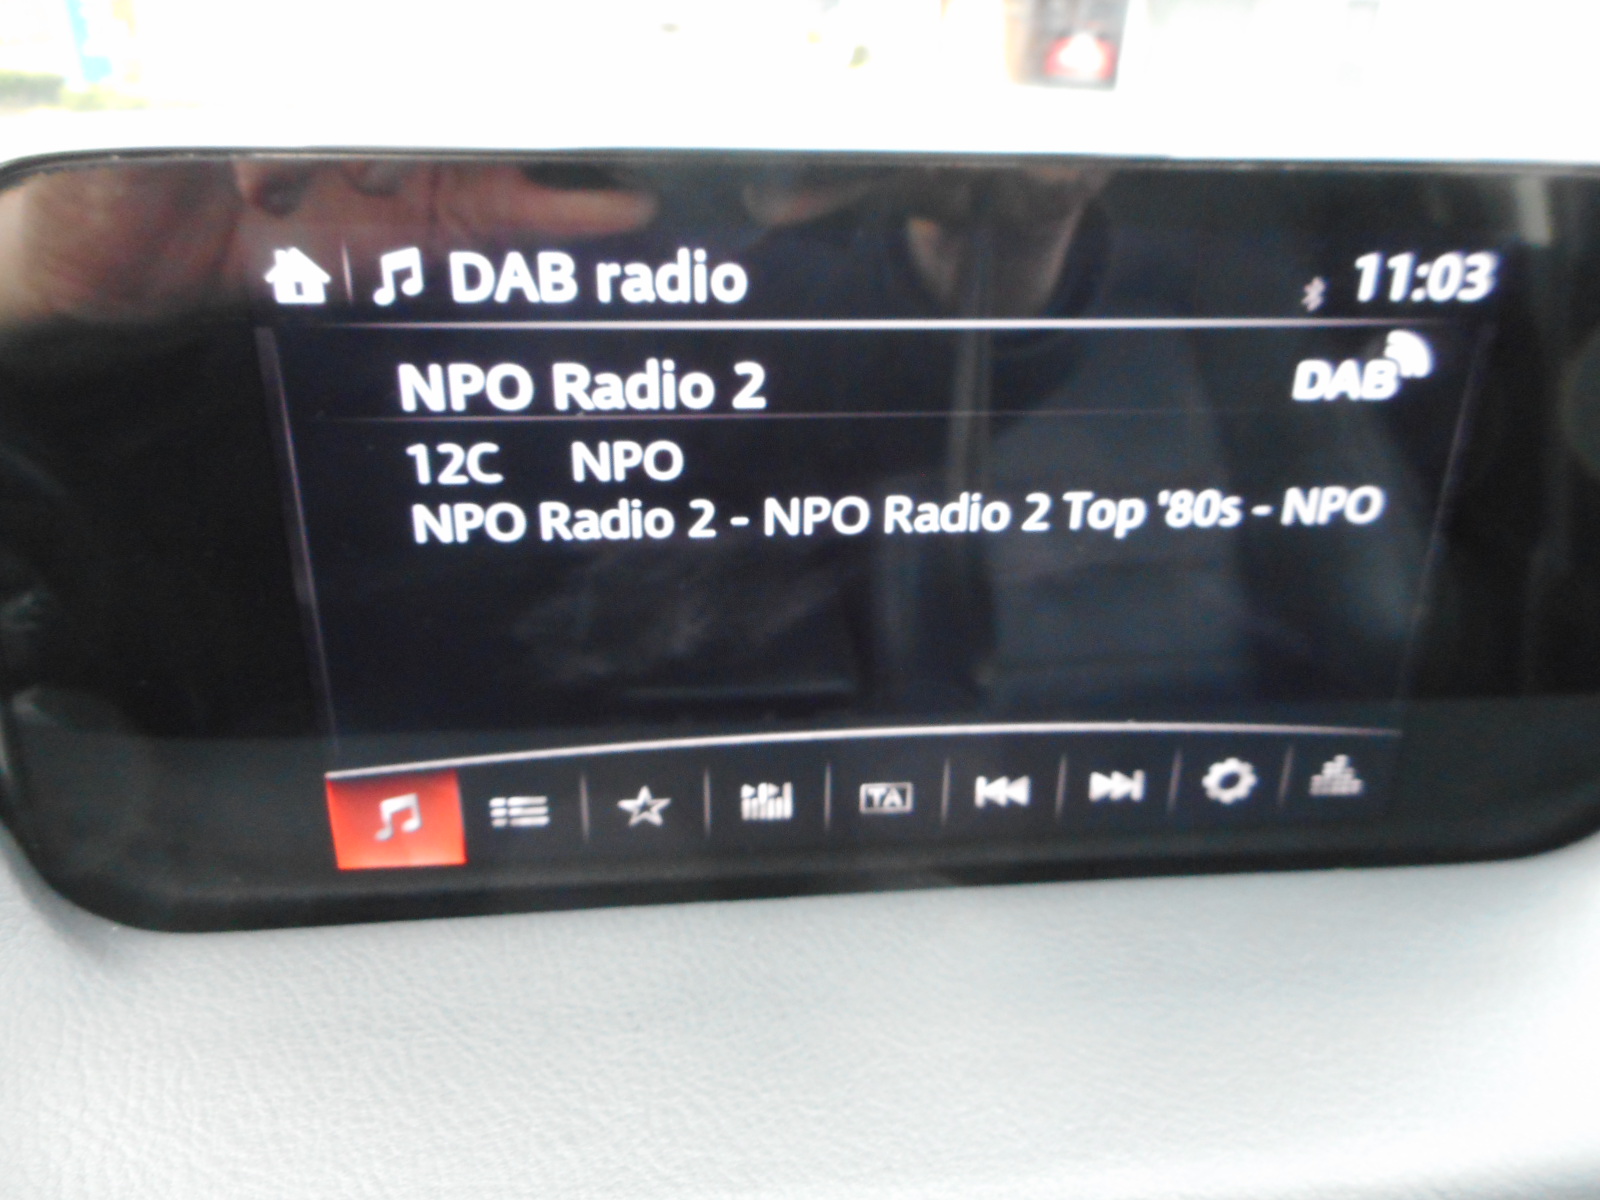 DAB radio 11:03
NPO Radio 2 DAB
12C NPO
NPO Radio 2 - NPO Radio 2 Top '80s - NPO
TA